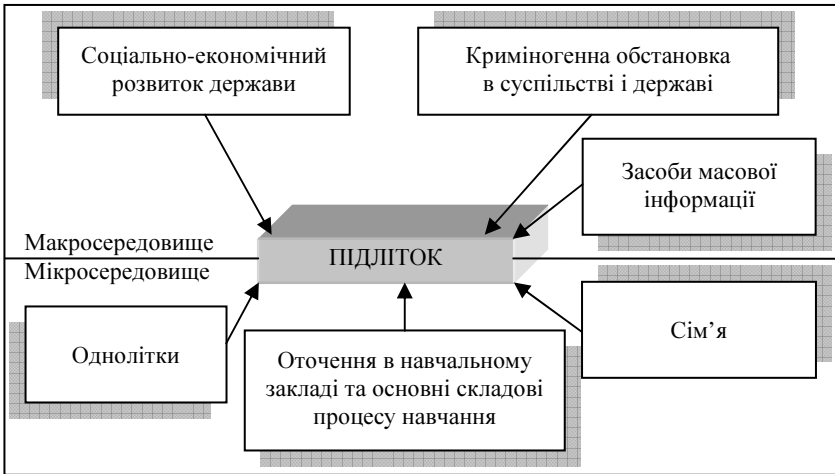 Соціально-економічний
розвиток держави
Криміногенна обстановка
в суспільстві і державі
Засоби масової
інформації
Макросередовище
ПІДЛІТОК
Мікросередовище
Однолітки
Оточення в навчальному
закладі та основні складові
процесу навчання
Сім’я